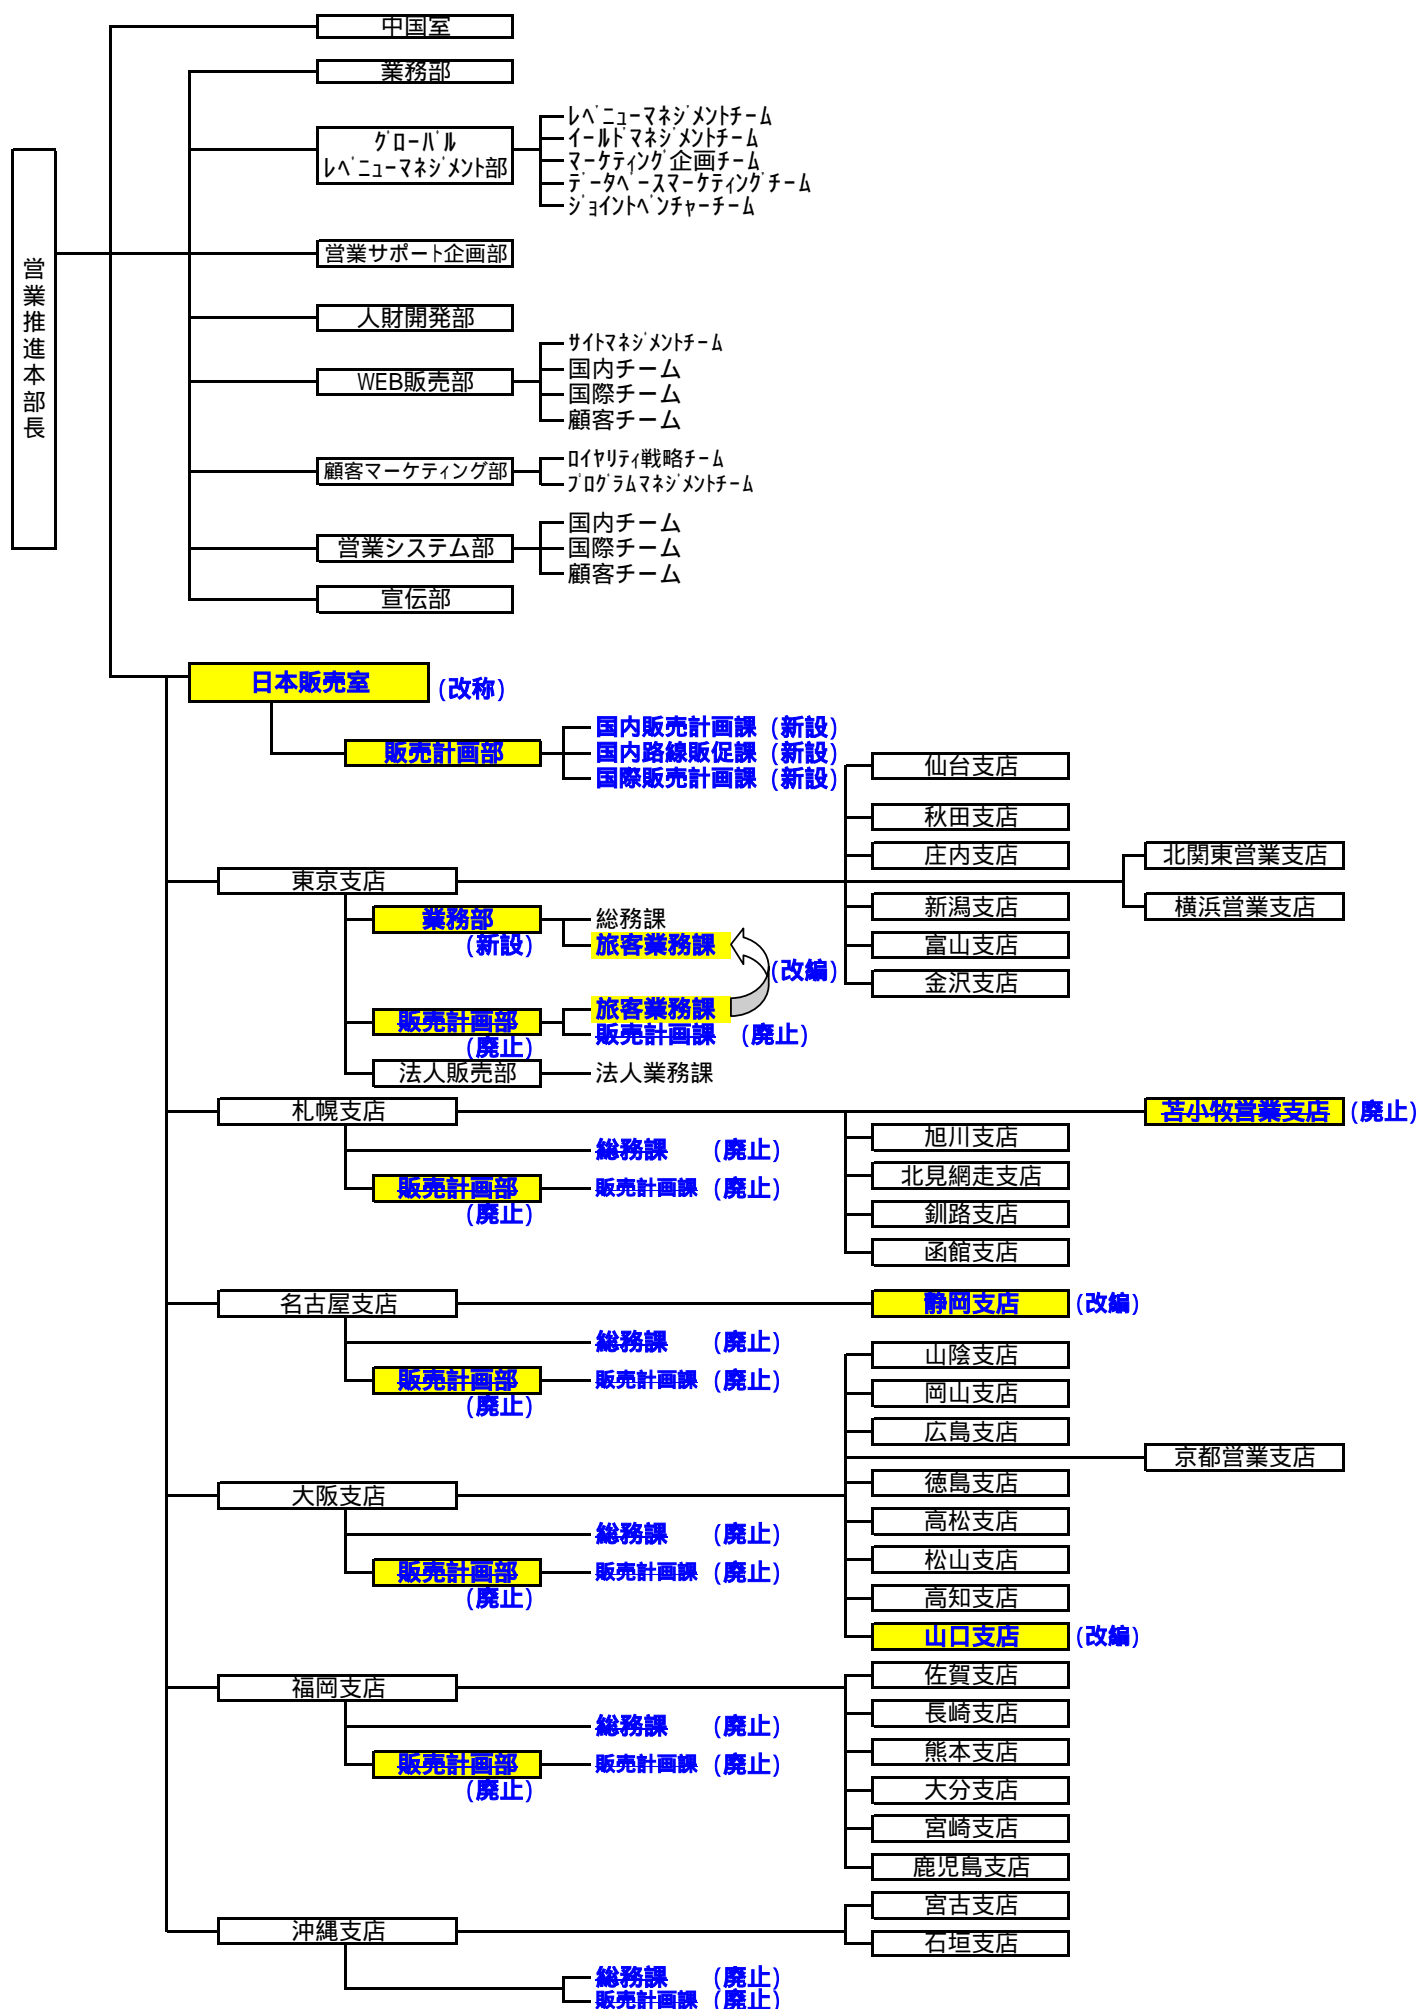 中国室
業務部
グローバル
レベニューマネジメント部
レベニューマネジメントチーム
イールドマネジメントチーム
マーケティング企画チーム
データベースマーケティングチーム
ジョイントベンチャーチーム
営業推進本部長
営業サポート企画部
人財開発部
WEB販売部
サイトマネジメントチーム
国内チーム
国際チーム
顧客チーム
顧客マーケティング部
ロイヤリティ戦略チーム
プログラムマネジメントチーム
営業システム部
国内チーム
国際チーム
顧客チーム
宣伝部
日本販売室 (改称)
販売計画部
国内販売計画課 (新設)
国内路線販促課 (新設)
国際販売計画課 (新設)
仙台支店
秋田支店
庄内支店
北関東営業支店
東京支店
新潟支店
横浜営業支店
富山支店
金沢支店
業務部
(新設)
総務課
旅客業務課
(改編)
旅客業務課
販売計画部
(廃止)
販売計画課 (廃止)
法人販売部
法人業務課
札幌支店
苫小牧営業支店 (廃止)
旭川支店
北見網走支店
釧路支店
函館支店
総務課 (廃止)
販売計画部
(廃止)
販売計画課 (廃止)
名古屋支店
静岡支店 (改編)
総務課 (廃止)
販売計画部
(廃止)
販売計画課 (廃止)
山陰支店
岡山支店
広島支店
京都営業支店
大阪支店
徳島支店
高松支店
松山支店
高知支店
山口支店 (改編)
総務課 (廃止)
販売計画部
(廃止)
販売計画課 (廃止)
福岡支店
佐賀支店
長崎支店
熊本支店
大分支店
宮崎支店
鹿児島支店
総務課 (廃止)
販売計画部
(廃止)
販売計画課 (廃止)
沖縄支店
宮古支店
石垣支店
総務課 (廃止)
販売計画課 (廃止)